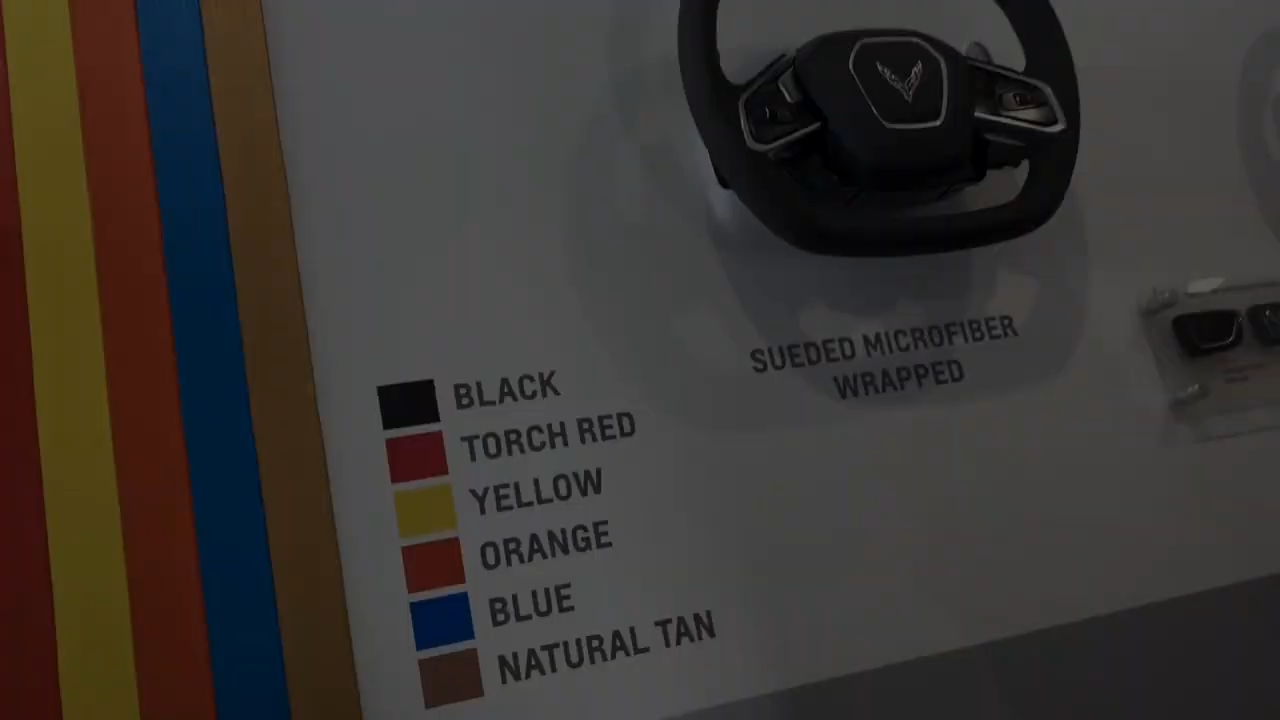 SUEDED MICROFIBER
WRAPPED
BLACK
TORCH RED
YELLOW
ORANGE
BLUE
NATURAL TAN